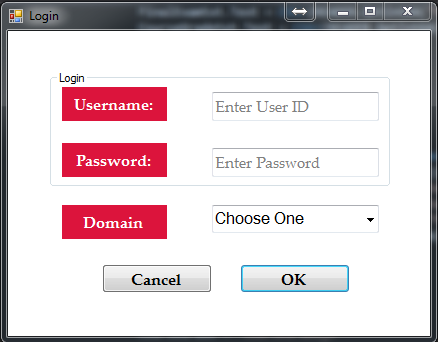 Login
Login
Username:
Enter User ID
Password:
Enter Password
Domain
Choose One
Cancel
OK